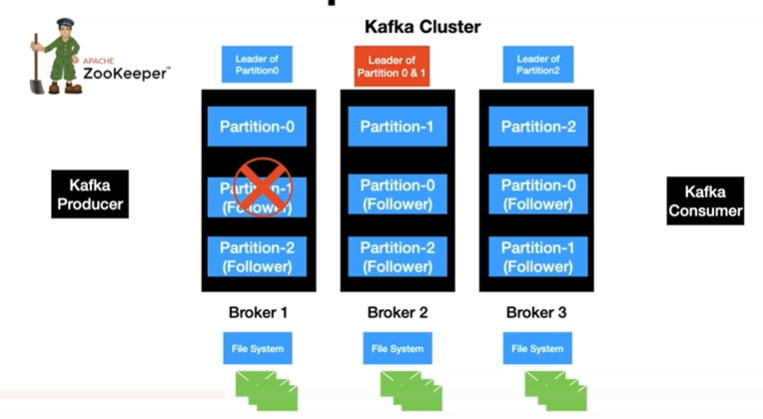 Kafka Cluster
APACHE
ZooKeeper™
Leader of
Partition0
Leader of
Partition 0 & 1
Leader of
Partition2
Partition-0
Partition-1
Partition-2
Kafka
Producer
Partition-1
(Follower)
Partition-0
(Follower)
Partition-0
(Follower)
Kafka
Consumer
Partition-2
(Follower)
Partition-2
(Follower)
Partition-1
(Follower)
Broker 1
Broker 2
Broker 3
File System
File System
File System